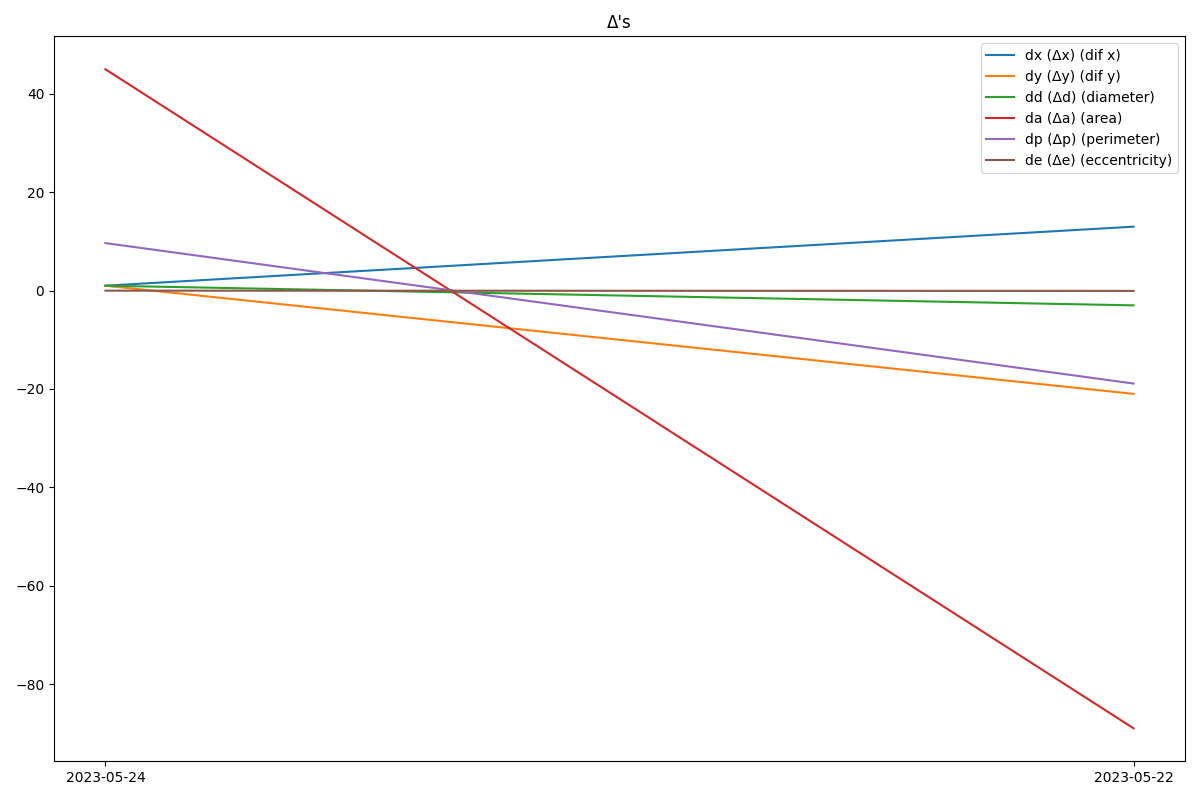 Δ's
dx (Δx) (dif x)
dy (Δy) (dif y)
dd (Δd) (diameter)
da (Δa) (area)
dp (Δp) (perimeter)
de (Δe) (eccentricity)
40
20
0
−20
−40
−60
−80
2023-05-24 2023-05-22